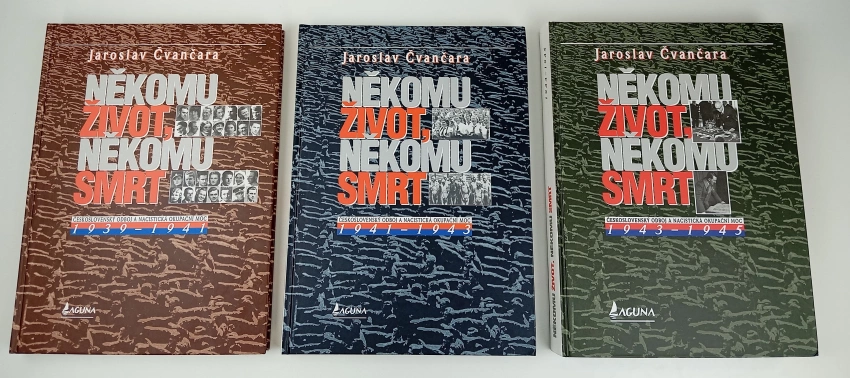 Jaroslav Čvančara
NĚKOMU
ŽIVOT,
NĚKOMU
SMRT
ČESKOSLOVENSKÝ ODBOJ A NACISTICKÁ OKUPAČNÍ MOC
1939–1941
LAGUNA
Jaroslav Čvančara
NĚKOMU
ŽIVOT,
NĚKOMU
SMRT
ČESKOSLOVENSKÝ ODBOJ A NACISTICKÁ OKUPAČNÍ MOC
1941–1943
LAGUNA
NĚKOMU ŽIVOT, NĚKOMU SMRT
1943–1945
Jaroslav Čvančara
NĚKOMU
ŽIVOT,
NĚKOMU
SMRT
ČESKOSLOVENSKÝ ODBOJ A NACISTICKÁ OKUPAČNÍ MOC
1943–1945
LAGUNA